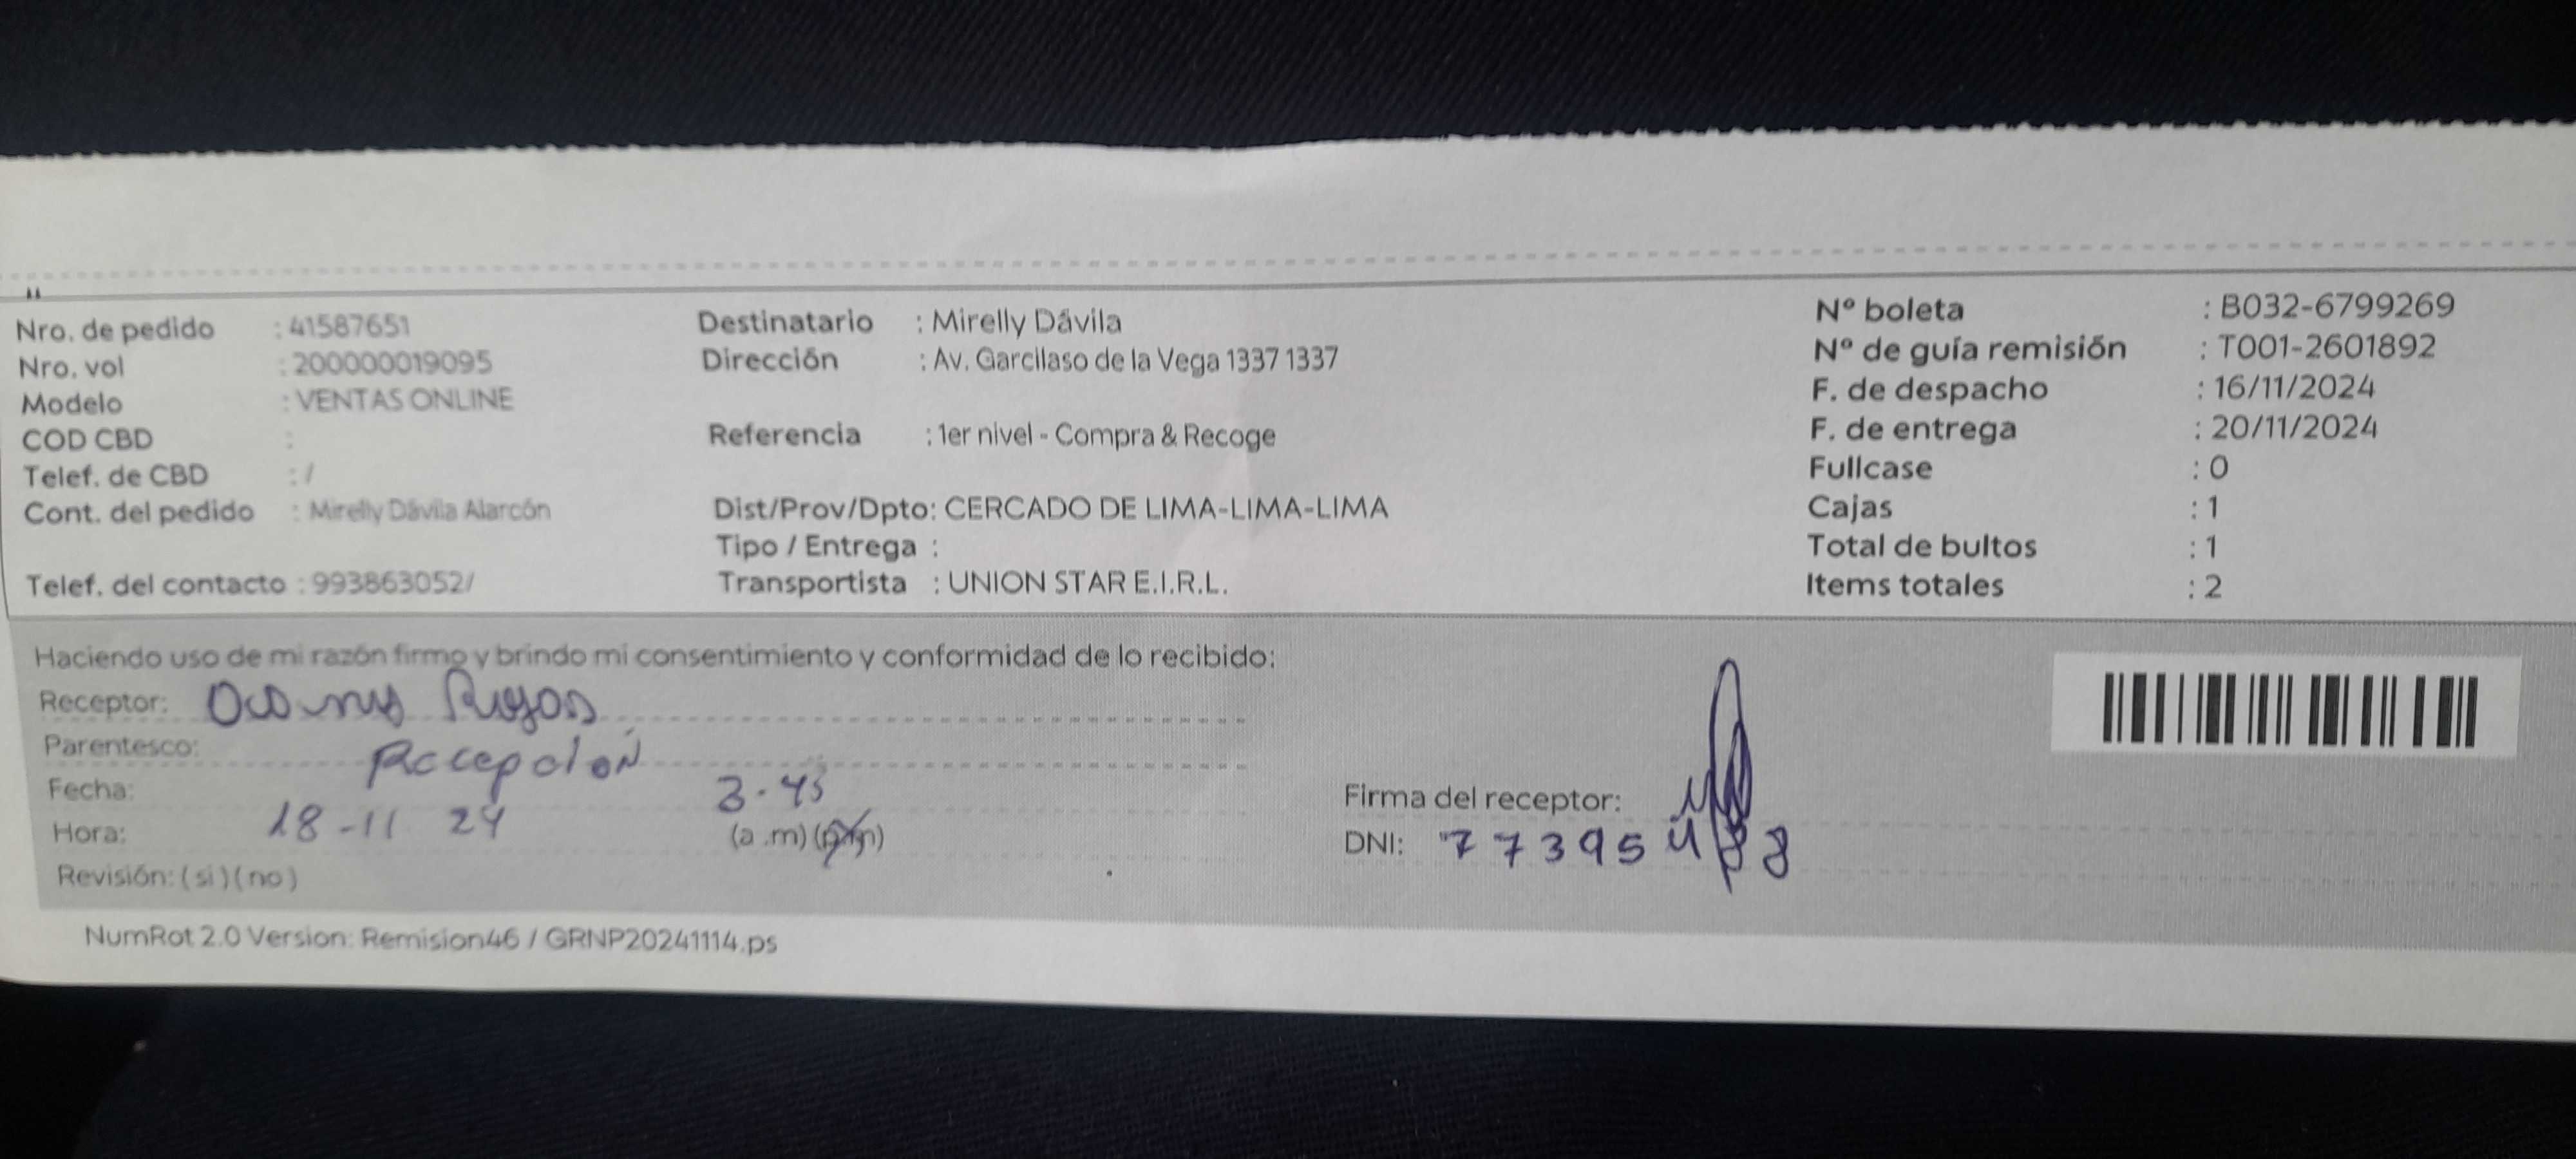 Nro. de pedido : 41587651
Nro. vol : 200000019095
Modelo : VENTAS ONLINE
COD CBD :
Telef. de CBD : /
Cont. del pedido : Mirelly Dávila Alarcón
Telef. del contacto : 993863052/
Destinatario : Mirelly Dávila
Dirección : Av. Garcilaso de la Vega 1337 1337
Referencia : 1er nivel - Compra & Recoge
Dist/Prov/Dpto: CERCADO DE LIMA-LIMA-LIMA
Tipo / Entrega :
Transportista : UNION STAR E.I.R.L.
Nº boleta : B032-6799269
Nº de guía remisión : T001-2601892
F. de despacho : 16/11/2024
F. de entrega : 20/11/2024
Fullcase : 0
Cajas : 1
Total de bultos : 1
Items totales : 2
Haciendo uso de mi razón firmo y brindo mi consentimiento y conformidad de lo recibido:
Receptor: Rojas
Parentesco: Recepcion
Fecha: 3.45
Hora: 18-11 24 (a .m) (p.m)
Revisión: (si) (no)
Firma del receptor:
DNI: 77395488
NumRot 2.0 Version: Remision46 / GRNP20241114.ps